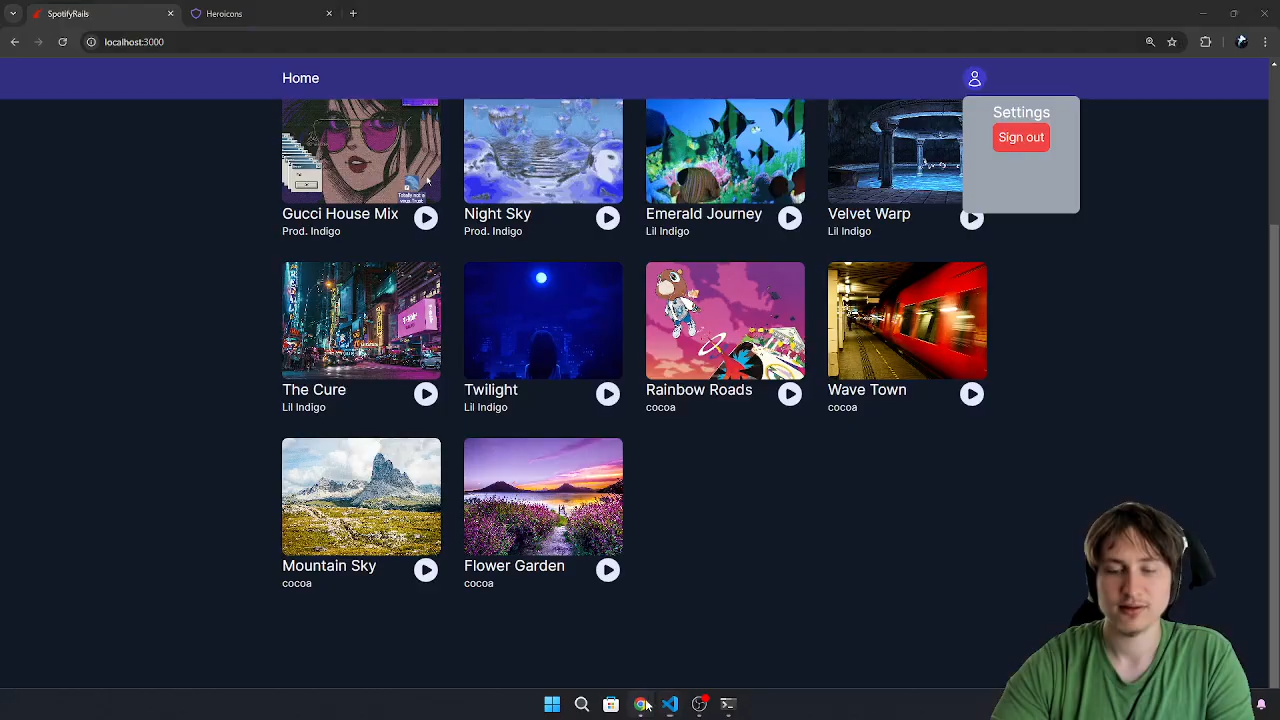 SpotifyRails
Heroicons
localhost:3000
Home
Settings
Sign out
Gucci House Mix
Prod. Indigo
Night Sky
Prod. Indigo
Emerald Journey
Lil Indigo
Velvet Warp
Lil Indigo
The Cure
Lil Indigo
Twilight
Lil Indigo
Rainbow Roads
cocoa
Wave Town
cocoa
Mountain Sky
cocoa
Flower Garden
cocoa